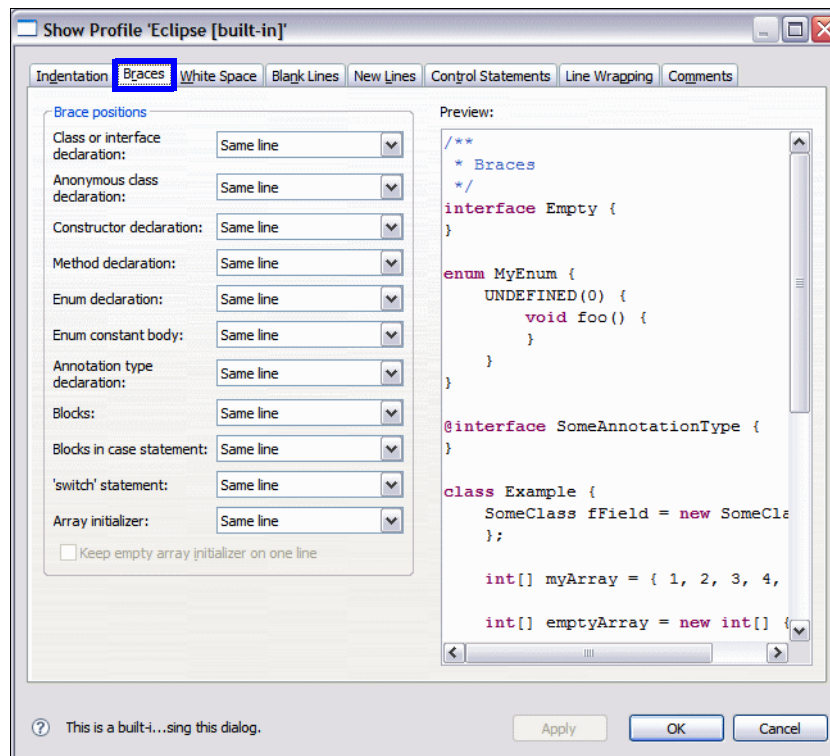 Show Profile 'Eclipse [built-in]'
Indentation Braces White Space Blank Lines New Lines Control Statements Line Wrapping Comments
Brace positions
Class or interface
declaration:
Same line
Anonymous class
declaration:
Same line
Constructor declaration: Same line
Method declaration: Same line
Enum declaration: Same line
Enum constant body: Same line
Annotation type
declaration:
Same line
Blocks: Same line
Blocks in case statement: Same line
'switch' statement: Same line
Array initializer: Same line
Keep empty array initializer on one line
Preview:
/**
* Braces
*/
interface Empty {
}
enum MyEnum {
UNDEFINED(0) {
void foo() {
}
}
}
@interface SomeAnnotationType {
}
class Example {
SomeClass fField = new SomeCla
};
int[] myArray = { 1, 2, 3, 4,
int[] emptyArray = new int[] {
? This is a built-i...sing this dialog.
Apply OK Cancel